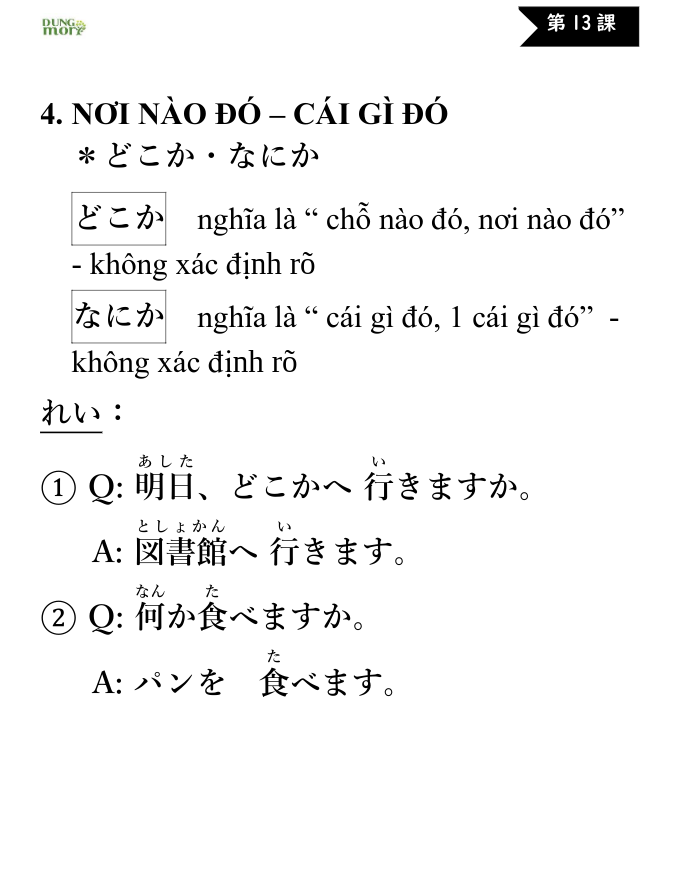 DUNG
mori
第 13 課
4. NƠI NÀO ĐÓ – CÁI GÌ ĐÓ
＊どこか・なにか
どこか nghĩa là “ chỗ nào đó, nơi nào đó”
- không xác định rõ
なにか nghĩa là “ cái gì đó, 1 cái gì đó” -
không xác định rõ
れい：
あした い
① Q: 明日、どこかへ 行きますか。
としょかん い
A: 図書館へ 行きます。
なん た
② Q: 何か食べますか。
た
A: パンを　食べます。